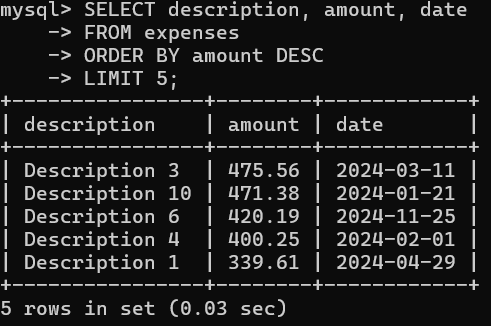 mysql> SELECT description, amount, date
    -> FROM expenses
    -> ORDER BY amount DESC
    -> LIMIT 5;
+----------------+--------+------------+
| description    | amount | date       |
+----------------+--------+------------+
| Description 3  | 475.56 | 2024-03-11 |
| Description 10 | 471.38 | 2024-01-21 |
| Description 6  | 420.19 | 2024-11-25 |
| Description 4  | 400.25 | 2024-02-01 |
| Description 1  | 339.61 | 2024-04-29 |
+----------------+--------+------------+
5 rows in set (0.03 sec)